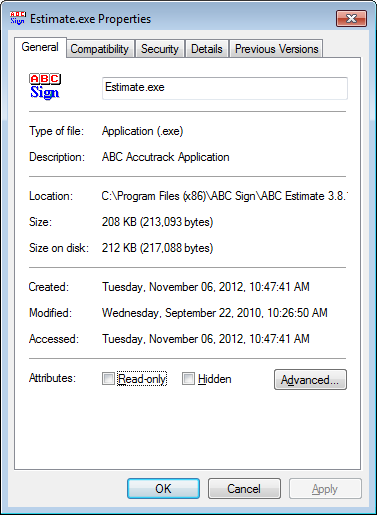 Estimate.exe Properties
General Compatibility Security Details Previous Versions
ABC
Sign
Estimate.exe
Type of file: Application (.exe)
Description: ABC Accutrack Application
Location: C:\Program Files (x86)\ABC Sign\ABC Estimate 3.8.
Size: 208 KB (213,093 bytes)
Size on disk: 212 KB (217,088 bytes)
Created: Tuesday, November 06, 2012, 10:47:41 AM
Modified: Wednesday, September 22, 2010, 10:26:50 AM
Accessed: Tuesday, November 06, 2012, 10:47:41 AM
Attributes: Read-only Hidden Advanced...
OK Cancel Apply